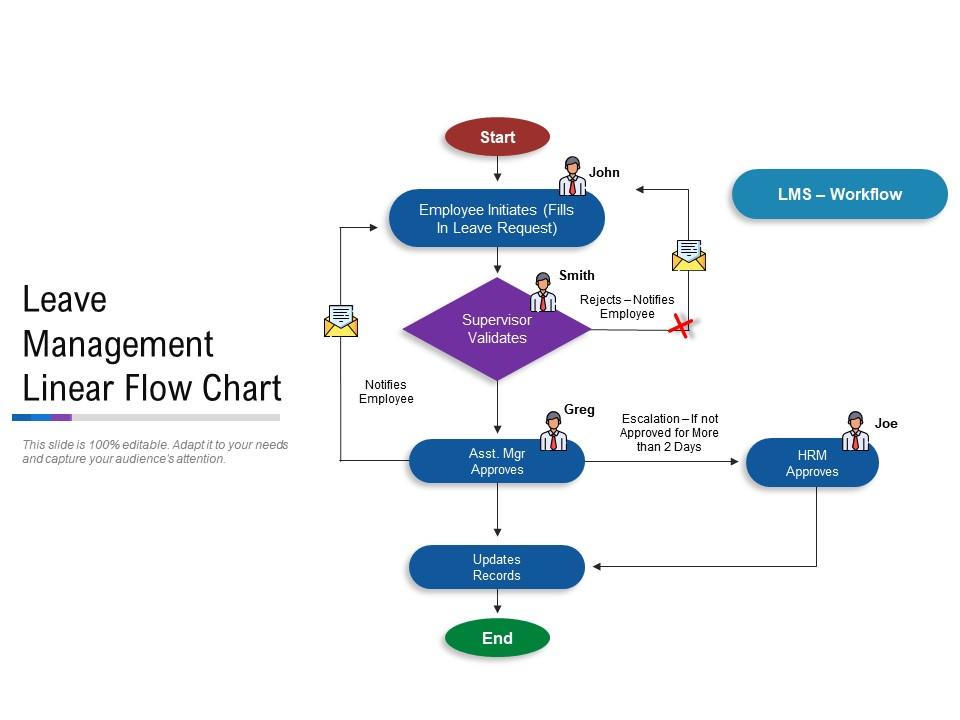 Start
John
LMS – Workflow
Employee Initiates (Fills
In Leave Request)
Smith
Rejects – Notifies
Employee
Supervisor
Validates
Leave
Management
Linear Flow Chart
This slide is 100% editable. Adapt it to your needs
and capture your audience's attention.
Notifies
Employee
Greg
Escalation – If not
Approved for More
than 2 Days
Joe
Asst. Mgr
Approves
HRM
Approves
Updates
Records
End